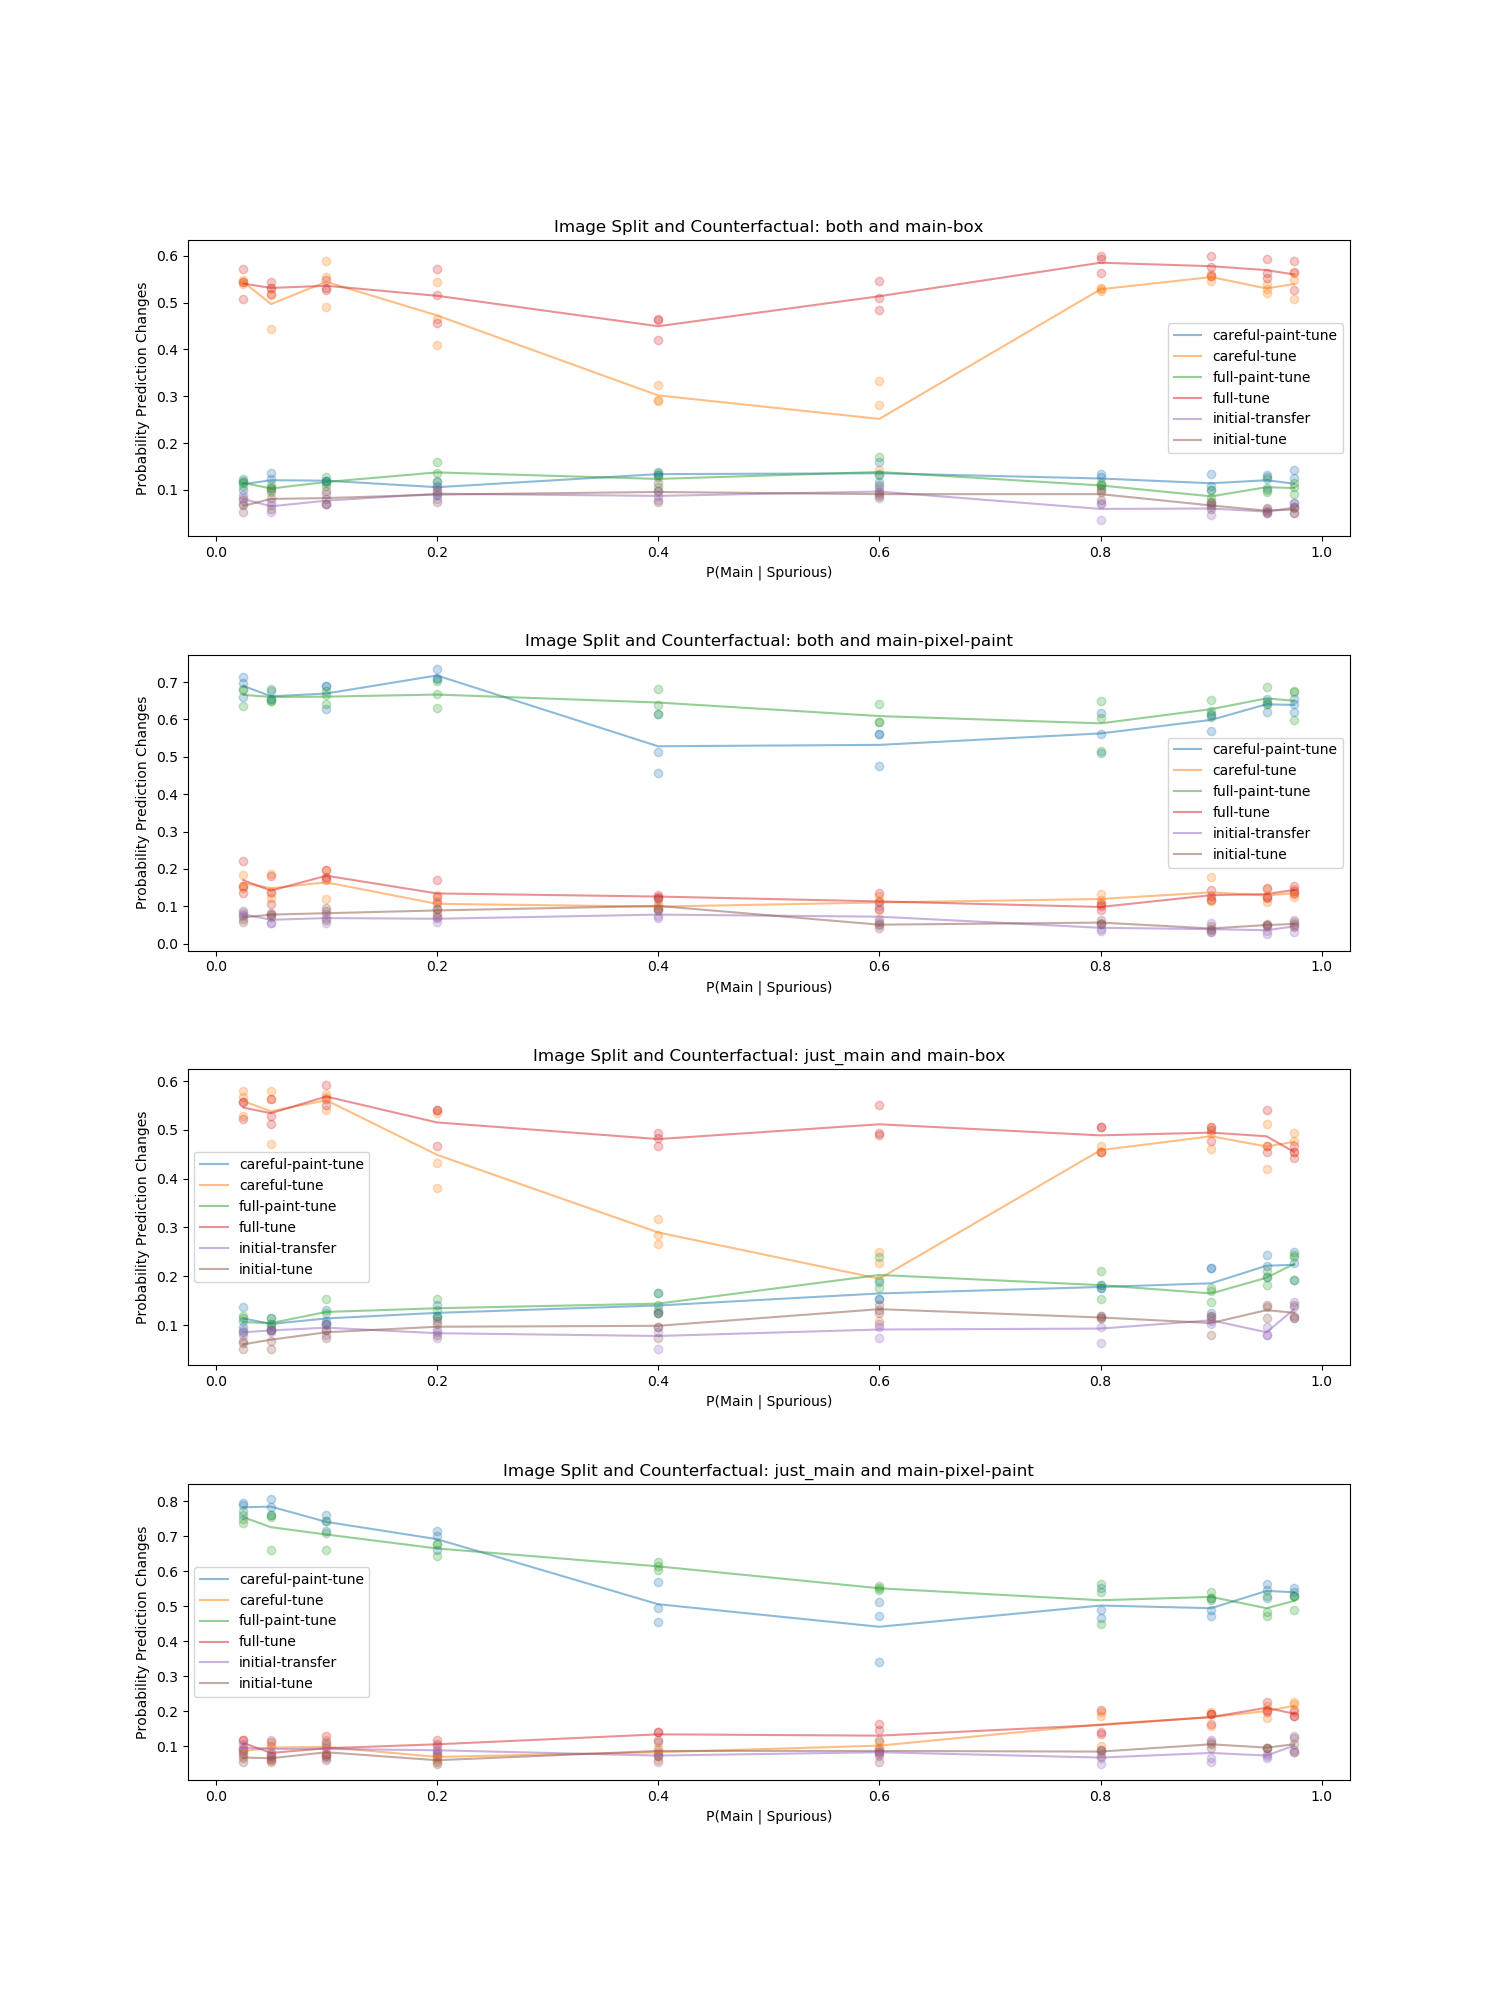 Image Split and Counterfactual: both and main-box
Probability Prediction Changes
0.6
0.5
0.4
0.3
0.2
0.1
careful-paint-tune
careful-tune
full-paint-tune
full-tune
initial-transfer
initial-tune
0.0 0.2 0.4 0.6 0.8 1.0
P(Main | Spurious)
Image Split and Counterfactual: both and main-pixel-paint
Probability Prediction Changes
0.7
0.6
0.5
0.4
0.3
0.2
0.1
0.0
careful-paint-tune
careful-tune
full-paint-tune
full-tune
initial-transfer
initial-tune
0.0 0.2 0.4 0.6 0.8 1.0
P(Main | Spurious)
Image Split and Counterfactual: just_main and main-box
Probability Prediction Changes
0.6
0.5
0.4
0.3
0.2
0.1
careful-paint-tune
careful-tune
full-paint-tune
full-tune
initial-transfer
initial-tune
0.0 0.2 0.4 0.6 0.8 1.0
P(Main | Spurious)
Image Split and Counterfactual: just_main and main-pixel-paint
Probability Prediction Changes
0.8
0.7
0.6
0.5
0.4
0.3
0.2
0.1
careful-paint-tune
careful-tune
full-paint-tune
full-tune
initial-transfer
initial-tune
0.0 0.2 0.4 0.6 0.8 1.0
P(Main | Spurious)